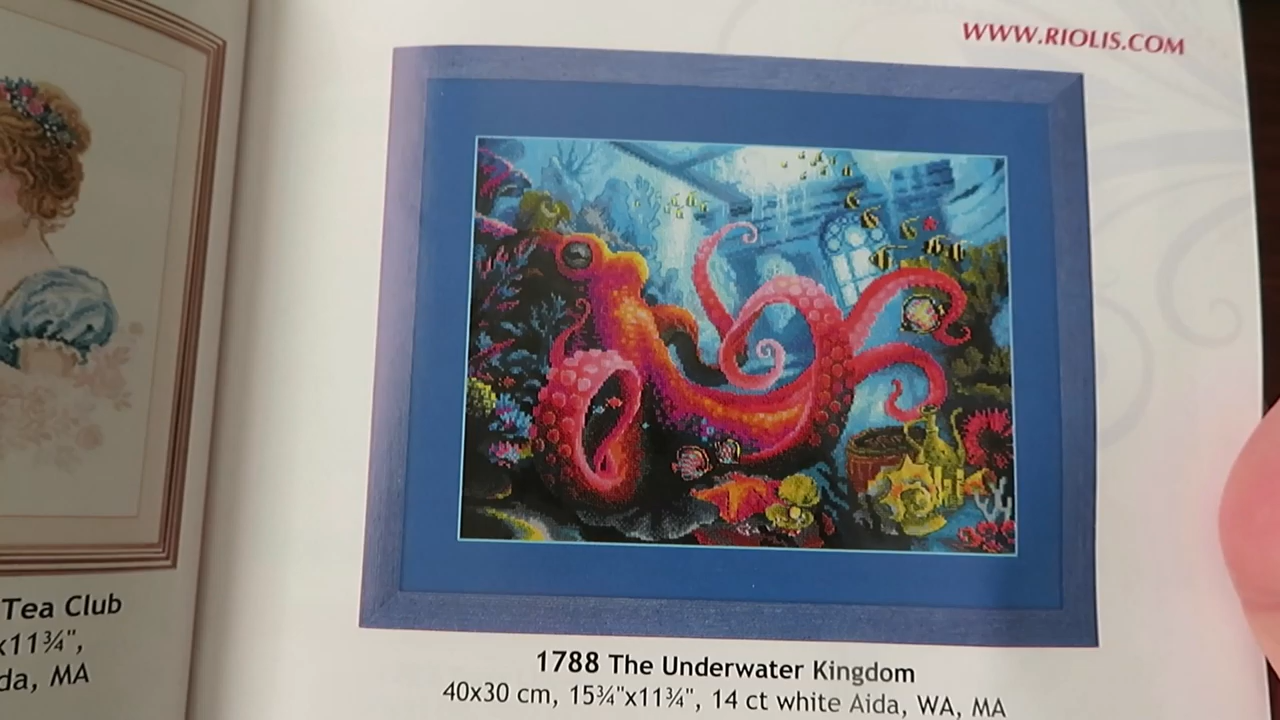 WWW.RIOLIS.COM
Tea Club
x11¾",
da, MA
1788 The Underwater Kingdom
40x30 cm, 15¾"x11¾", 14 ct white Aida, WA, MA